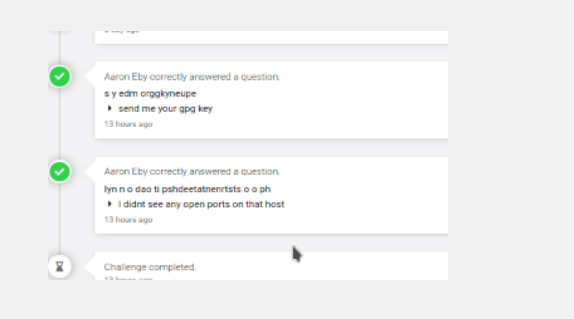 Aaron Eby correctly answered a question.
s y edm orggkyneupe
send me your gpg key
13 hours ago
Aaron Eby correctly answered a question.
lyn n o dao ti pshdeetatnenrtsts o o ph
I didnt see any open ports on that host
13 hours ago
Challenge completed.